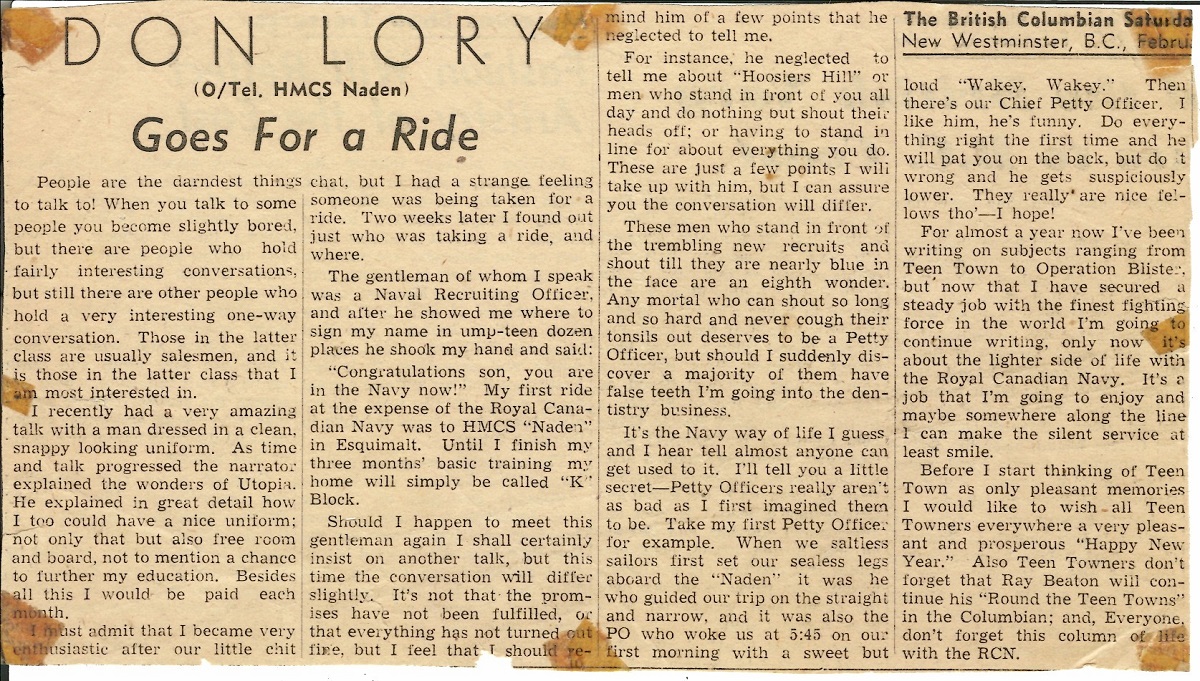 DON LORY
(O/Tel. HMCS Naden)
Goes For a Ride
People are the darndest things
to talk to! When you talk to some
people you become slightly bored,
but there are people who hold
fairly interesting conversations,
but still there are other people who
hold a very interesting one-way
conversation. Those in the latter
class are usually salesmen, and it
is those in the latter class that I
am most interested in.
I recently had a very amazing
talk with a man dressed in a clean,
snappy looking uniform. As time
and talk progressed the narrator
explained the wonders of Utopia.
He explained in great detail how
I too could have a nice uniform;
not only that but also free room
and board, not to mention a chance
to further my education. Besides
all this I would be paid each
month.
I must admit that I became very
enthusiastic after our little chit
chat, but I had a strange feeling
someone was being taken for a
ride. Two weeks later I found out
just who was taking a ride, and
where.
The gentleman of whom I speak
was a Naval Recruiting Officer,
and after he showed me where to
sign my name in ump-teen dozen
places he shook my hand and said:
"Congratulations son, you are
in the Navy now!" My first ride
at the expense of the Royal Cana-
dian Navy was to HMCS "Naden"
in Esquimalt. Until I finish my
three months' basic training my
home will simply be called "K"
Block.
Should I happen to meet this
gentleman again I shall certainly
insist on another talk, but this
time the conversation will differ
slightly. It's not that the prom-
ises have not been fulfilled, or
that everything has not turned out
fine, but I feel that I should re-
mind him of a few points that he
neglected to tell me.
For instance, he neglected to
tell me about "Hoosiers Hill" or
men who stand in front of you all
day and do nothing but shout their
heads off; or having to stand in
line for about everything you do.
These are just a few points I will
take up with him, but I can assure
you the conversation will differ.
These men who stand in front of
the trembling new recruits and
shout till they are nearly blue in
the face are an eighth wonder.
Any mortal who can shout so long
and so hard and never cough their
tonsils out deserves to be a Petty
Officer, but should I suddenly dis-
cover a majority of them have
false teeth I'm going into the den-
tistry business.
It's the Navy way of life I guess
and I hear tell almost anyone can
get used to it. I'll tell you a little
secret—Petty Officers really aren't
as bad as I first imagined them
to be. Take my first Petty Officer
for example. When we saltless
sailors first set our sealess legs
aboard the "Naden" it was he
who guided our trip on the straight
and narrow, and it was also the
PO who woke us at 5:45 on our
first morning with a sweet but
The British Columbian Saturda
New Westminster, B.C., Februa
loud "Wakey, Wakey." Then
there's our Chief Petty Officer. I
like him, he's funny. Do every-
thing right the first time and he
will pat you on the back, but do it
wrong and he gets suspiciously
lower. They really are nice fel-
lows tho'—I hope!
For almost a year now I've been
writing on subjects ranging from
Teen Town to Operation Blister,
but now that I have secured a
steady job with the finest fighting
force in the world I'm going to
continue writing, only now it's
about the lighter side of life with
the Royal Canadian Navy. It's a
job that I'm going to enjoy and
maybe somewhere along the line
I can make the silent service at
least smile.
Before I start thinking of Teen
Town as only pleasant memories
I would like to wish all Teen
Towners everywhere a very pleas-
ant and prosperous "Happy New
Year." Also Teen Towners don't
forget that Ray Beaton will con-
tinue his "Round the Teen Towns"
in the Columbian; and, Everyone,
don't forget this column of life
with the RCN.